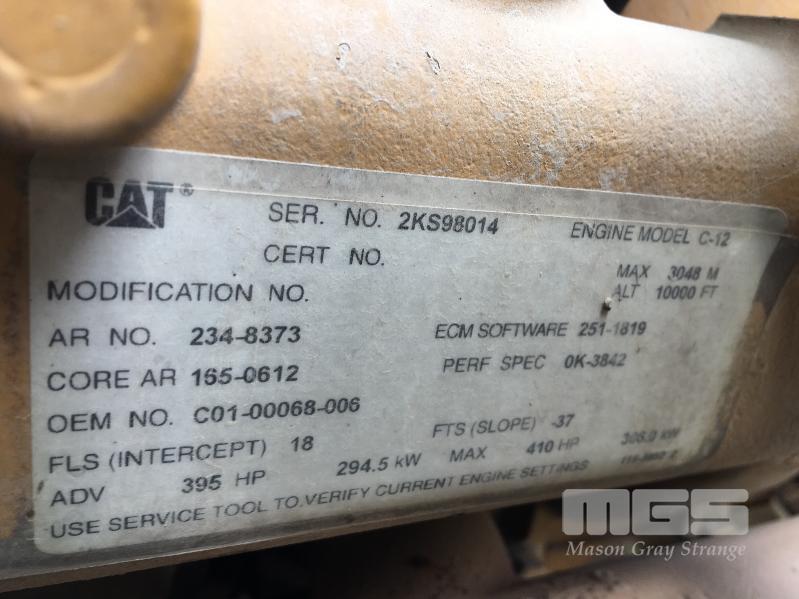 CAT® SER. NO. 2KS98014 ENGINE MODEL C-12
CERT NO. MAX 3048 M
MODIFICATION NO. ALT 10000 FT
AR NO. 234-8373 ECM SOFTWARE 251-1819
CORE AR 165-0612 PERF SPEC 0K-3842
OEM NO. C01-00068-006
FLS (INTERCEPT) 18 FTS (SLOPE) -37
ADV 395 HP 294.5 kW MAX 410 HP 306.0 kW
USE SERVICE TOOL TO VERIFY CURRENT ENGINE SETTINGS
MGS
Mason Gray Strange